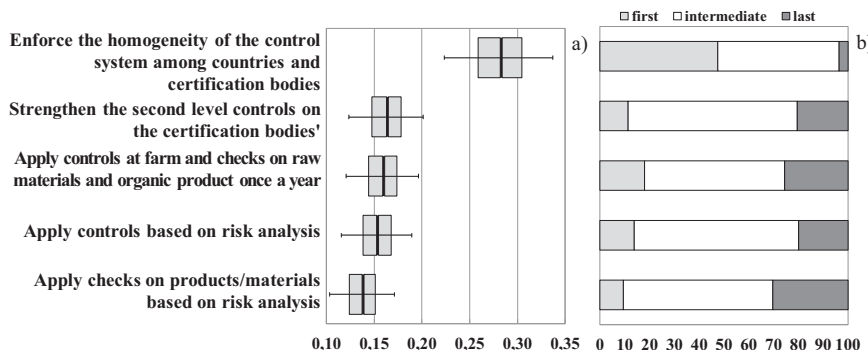 first intermediate last
a)
b)
Enforce the homogeneity of the control
system among countries and
certification bodies
Strengthen the second level controls on
the certification bodies'
Apply controls at farm and checks on raw
materials and organic product once a year
Apply controls based on risk analysis
Apply checks on products/materials
based on risk analysis
0,10 0,15 0,20 0,25 0,30 0,35
0 10 20 30 40 50 60 70 80 90 100